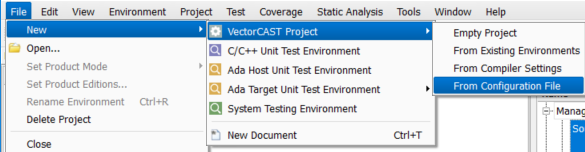 File Edit View Environment Project Test Coverage Static Analysis Tools Window Help
New
Open...
Set Product Mode
Set Product Editions...
Rename Environment Ctrl+R
Delete Project
Close
VectorCAST Project
C/C++ Unit Test Environment
Ada Host Unit Test Environment
Ada Target Unit Test Environment
System Testing Environment
New Document Ctrl+T
Empty Project
From Existing Environments
From Compiler Settings
From Configuration File
Manag
So